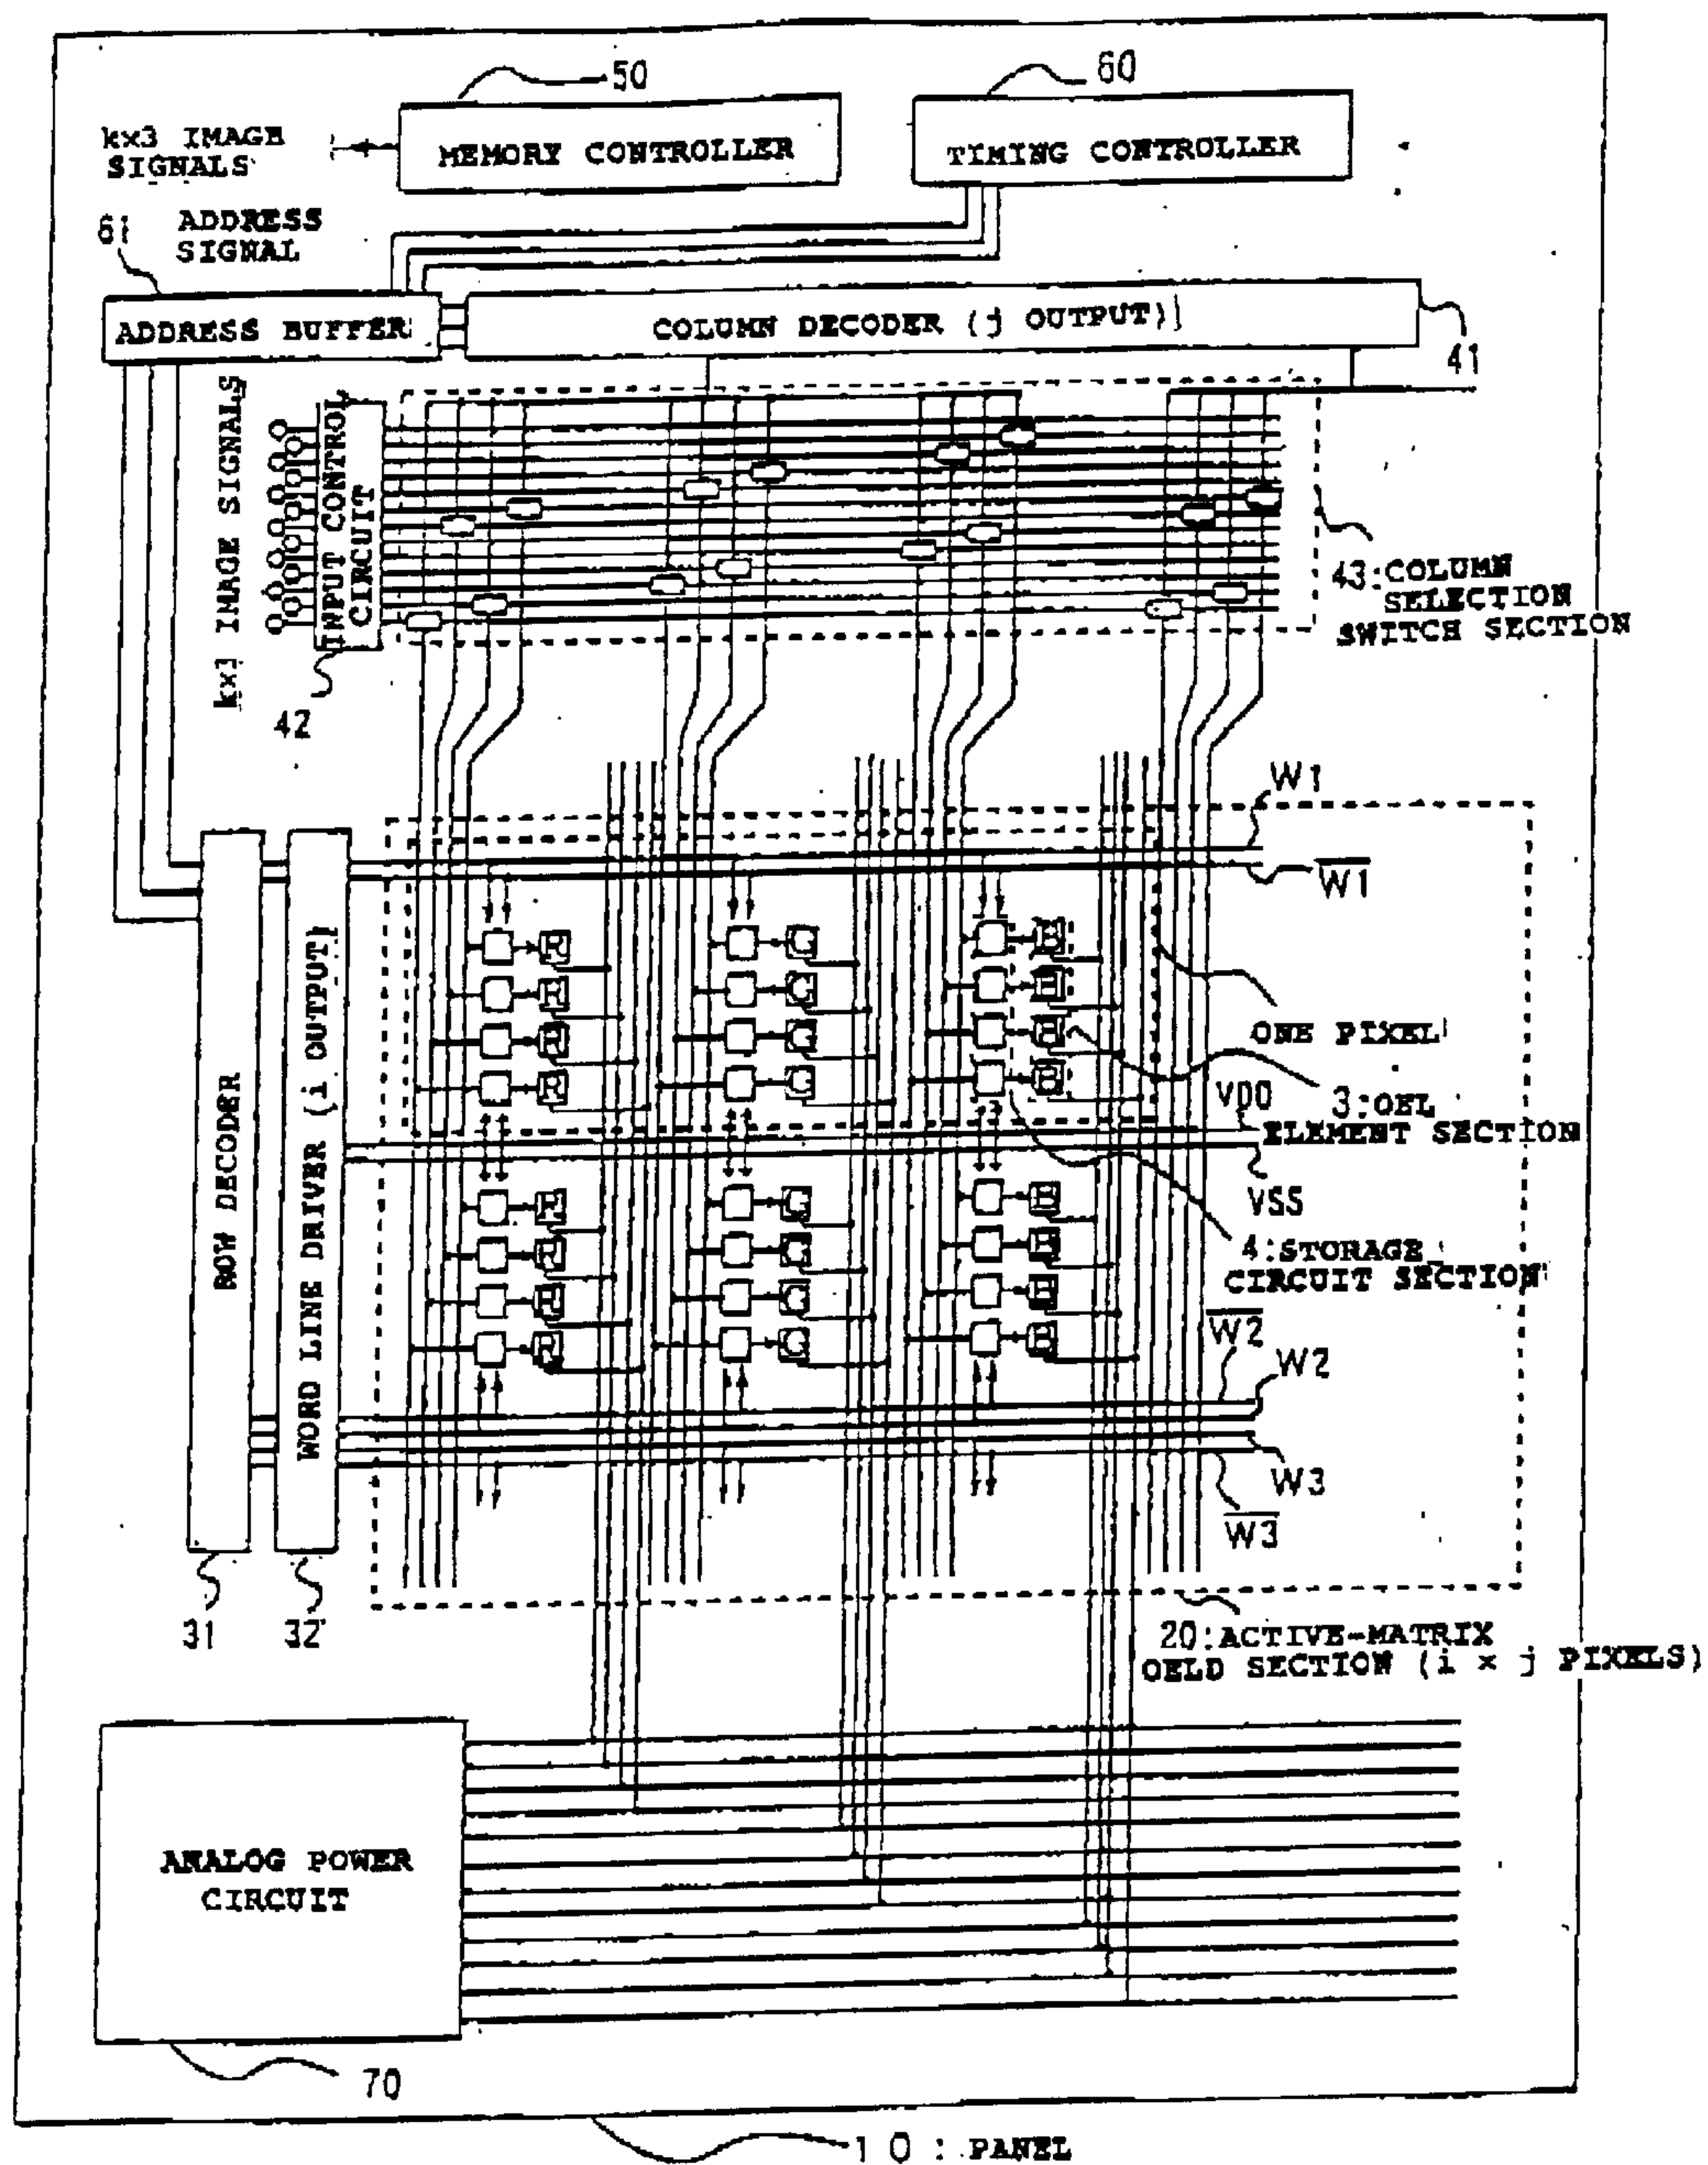 50
60
kx3 IMAGE
SIGNALS
MEMORY CONTROLLER
TIMING CONTROLLER
61
ADDRESS
SIGNAL
ADDRESS BUFFER
COLUMN DECODER (j OUTPUT)
41
kx3 IMAGE SIGNALS
INPUT CONTROL
CIRCUIT
42
43:COLUMN
SELECTION
SWITCH SECTION
W1
W1
ROW DECODER
WORD LINE DRIVER (i OUTPUT)
ONE PIXEL
VDD
3:OEL
ELEMENT SECTION
VSS
4:STORAGE
CIRCUIT SECTION
W2
W2
W3
W3
31
32
20:ACTIVE-MATRIX
OELD SECTION (i × j PIXELS)
ANALOG POWER
CIRCUIT
70
10: PANEL